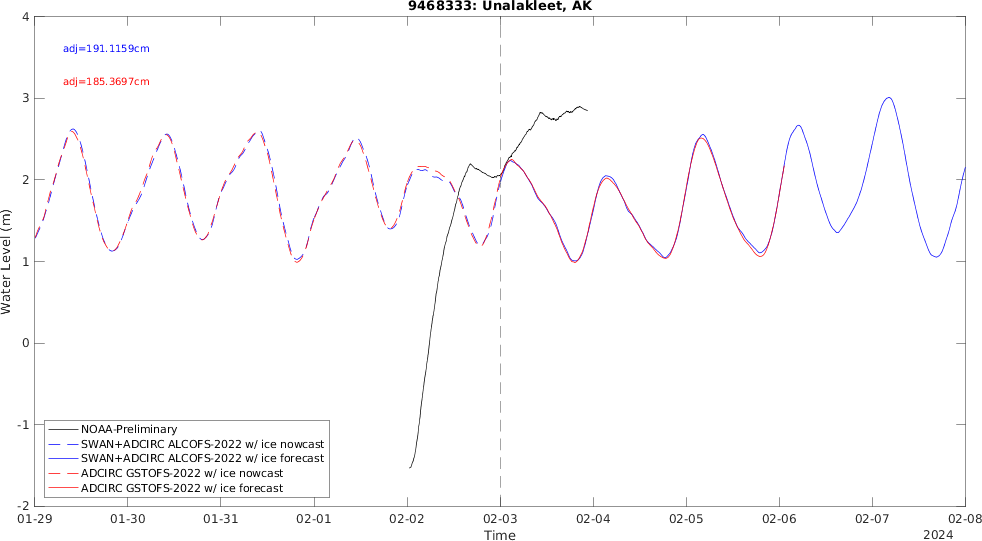 9468333: Unalakleet, AK
adj=191.1159cm
adj=185.3697cm
Water Level (m)
4
3
2
1
0
-1
-2
NOAA-Preliminary
SWAN+ADCIRC ALCOFS-2022 w/ ice nowcast
SWAN+ADCIRC ALCOFS-2022 w/ ice forecast
ADCIRC GSTOFS-2022 w/ ice nowcast
ADCIRC GSTOFS-2022 w/ ice forecast
01-29 01-30 01-31 02-01 02-02 02-03 02-04 02-05 02-06 02-07 02-08
Time
2024